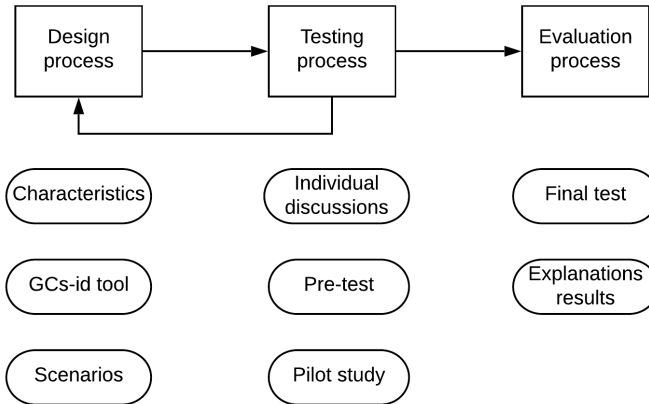 Design
process
Testing
process
Evaluation
process
Characteristics
Individual
discussions
Final test
GCs-id tool
Pre-test
Explanations
results
Scenarios
Pilot study